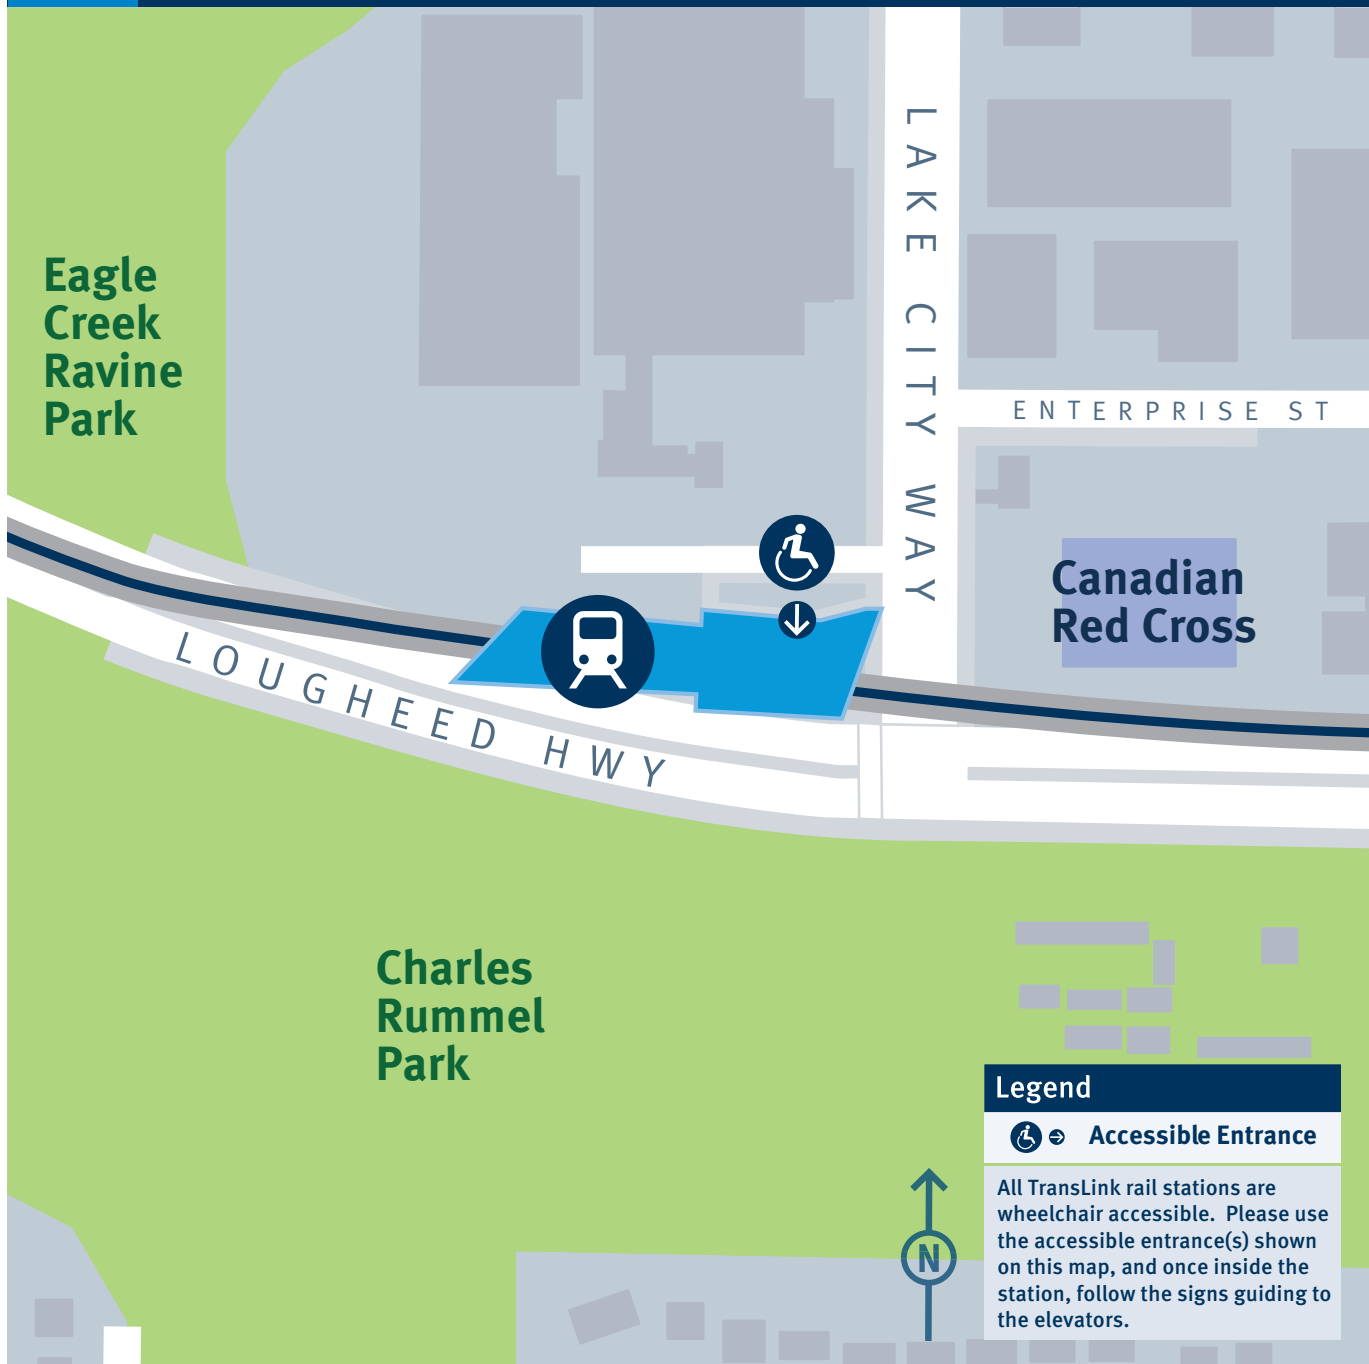 LAKE CITY WAY
Eagle
Creek
Ravine
Park
ENTERPRISE ST
Canadian
Red Cross
LOUGHEED HWY
Charles
Rummel
Park
Legend
Accessible Entrance
All TransLink rail stations are
wheelchair accessible. Please use
the accessible entrance(s) shown
on this map, and once inside the
station, follow the signs guiding to
the elevators.
N